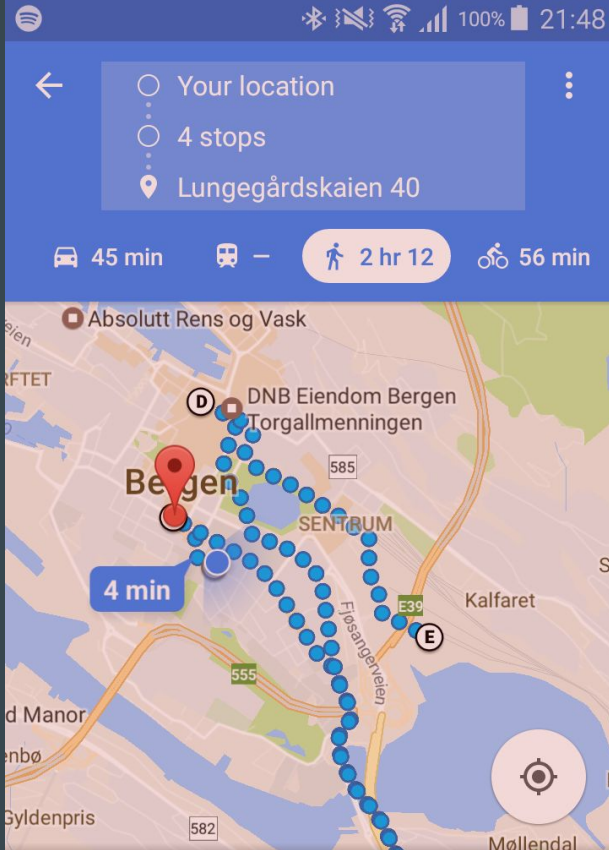 100% 21:48
Your location
4 stops
Lungegårdskaien 40
45 min – 2 hr 12 56 min
Absolutt Rens og Vask
eien
RFTET
D
DNB Eiendom Bergen
Torgallmenningen
585
Bergen
SENTRUM
S
4 min
E39
Kalfaret
E
Fjøsangerveien
555
d Manor
enbø
Gyldenpris
582
Møllendal